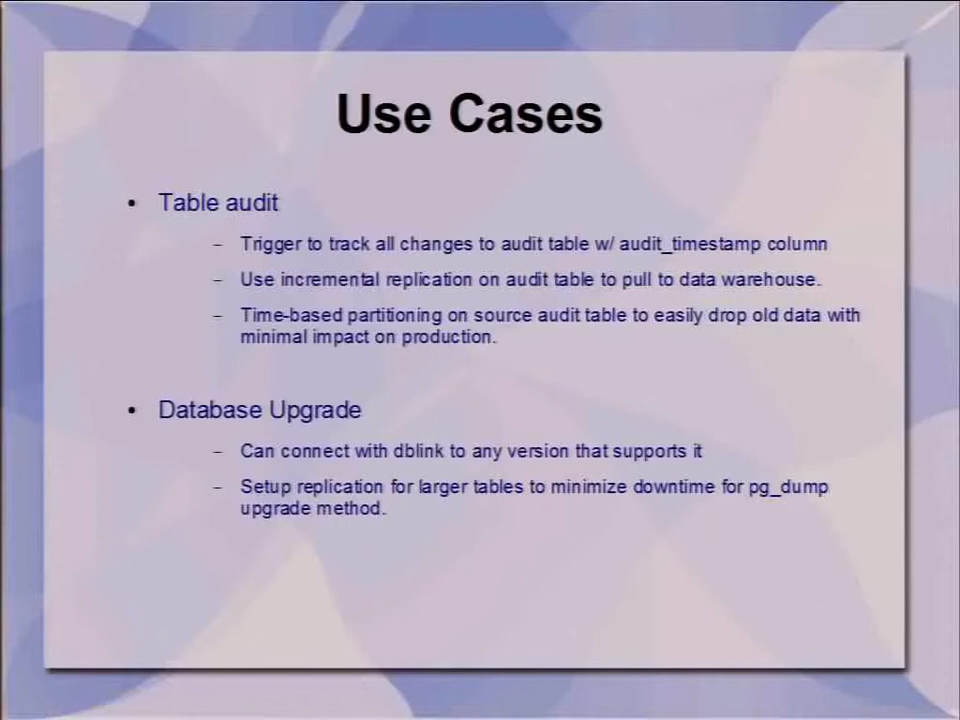 Use Cases
• Table audit
– Trigger to track all changes to audit table w/ audit_timestamp column
– Use incremental replication on audit table to pull to data warehouse.
– Time-based partitioning on source audit table to easily drop old data with
minimal impact on production.
• Database Upgrade
– Can connect with dblink to any version that supports it
– Setup replication for larger tables to minimize downtime for pg_dump
upgrade method.